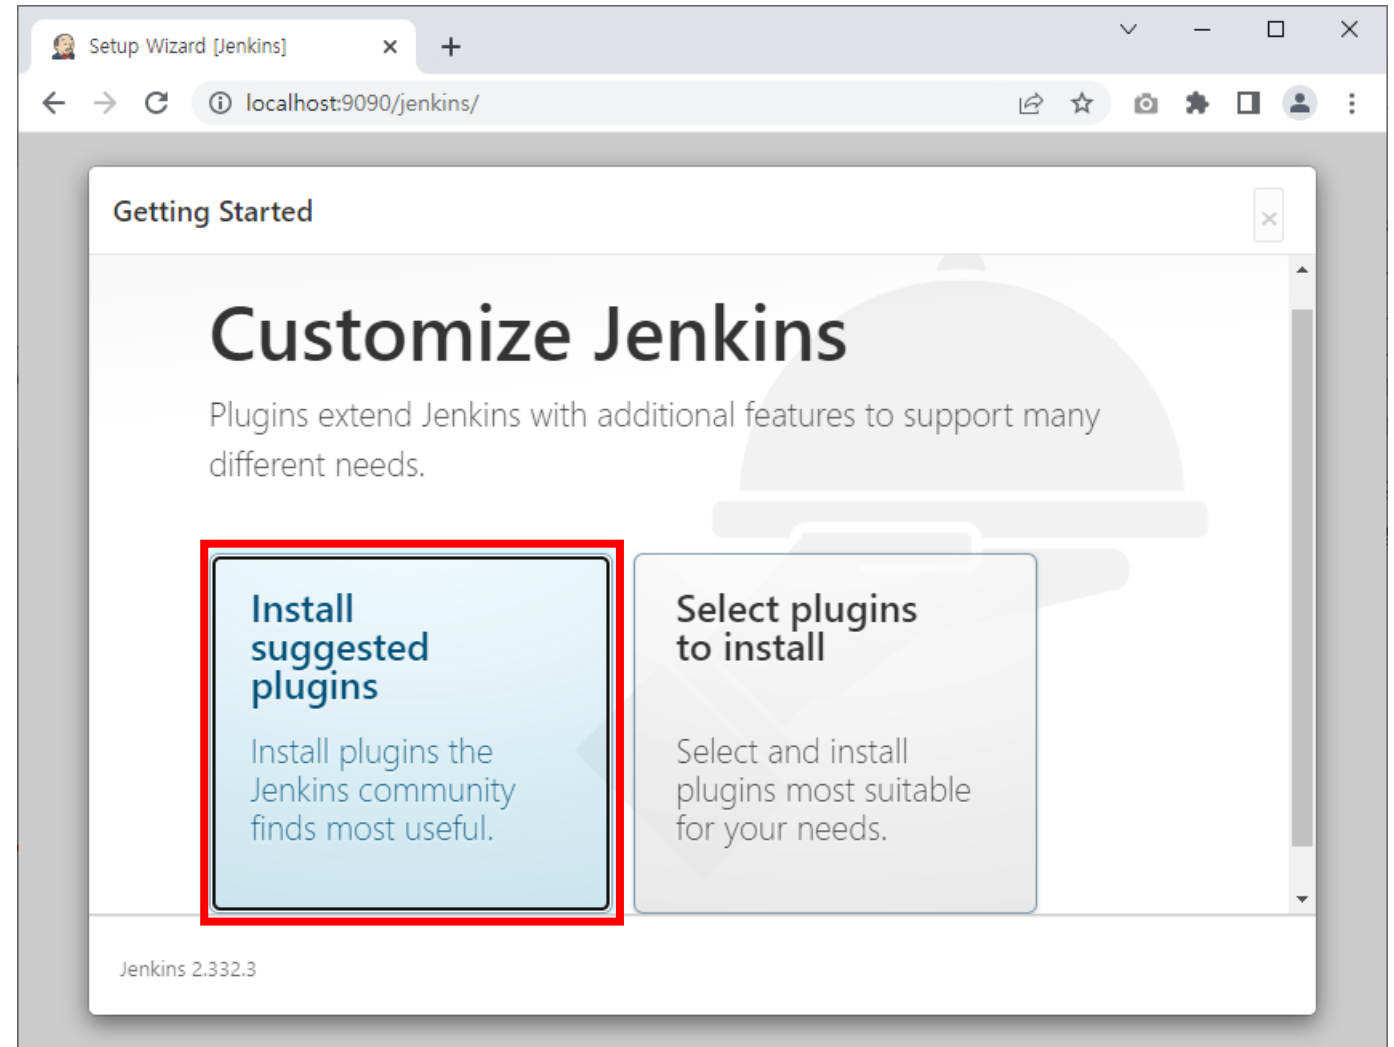 Setup Wizard [Jenkins]
localhost:9090/jenkins/
Getting Started
Customize Jenkins
Plugins extend Jenkins with additional features to support many
different needs.
Install
suggested
plugins
Install plugins the
Jenkins community
finds most useful.
Select plugins
to install
Select and install
plugins most suitable
for your needs.
Jenkins 2.332.3